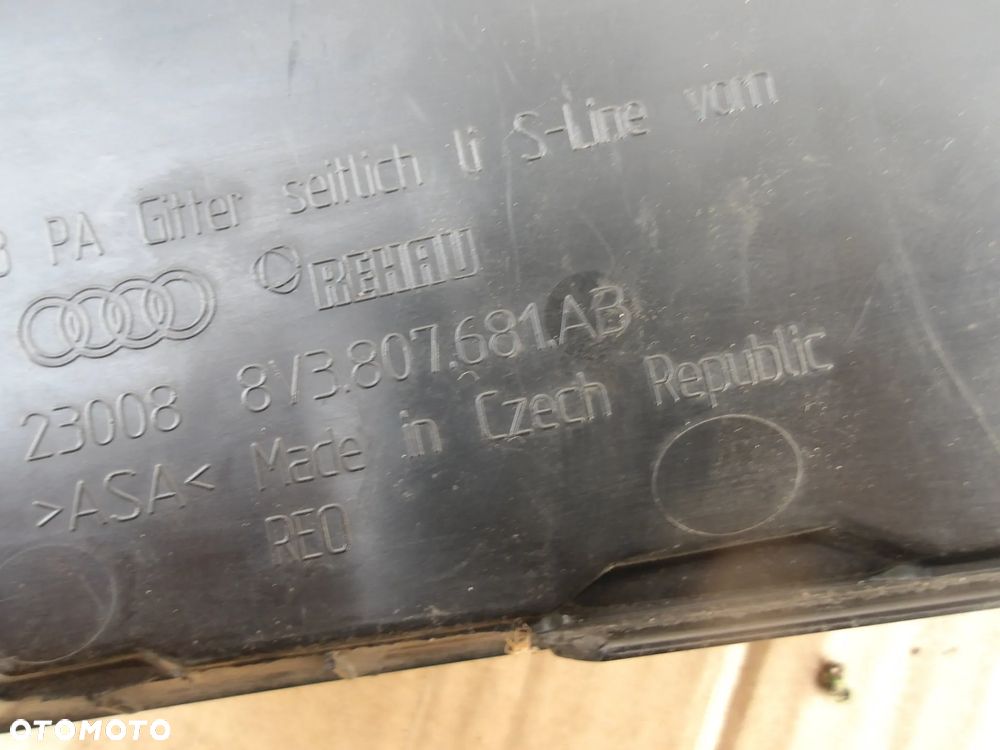 PA Gitter seitlich li S-Line vorn
REHAU
23008 8V3.807.681.AB
>ASA< Made in Czech Republic
REO
OTOMOTO